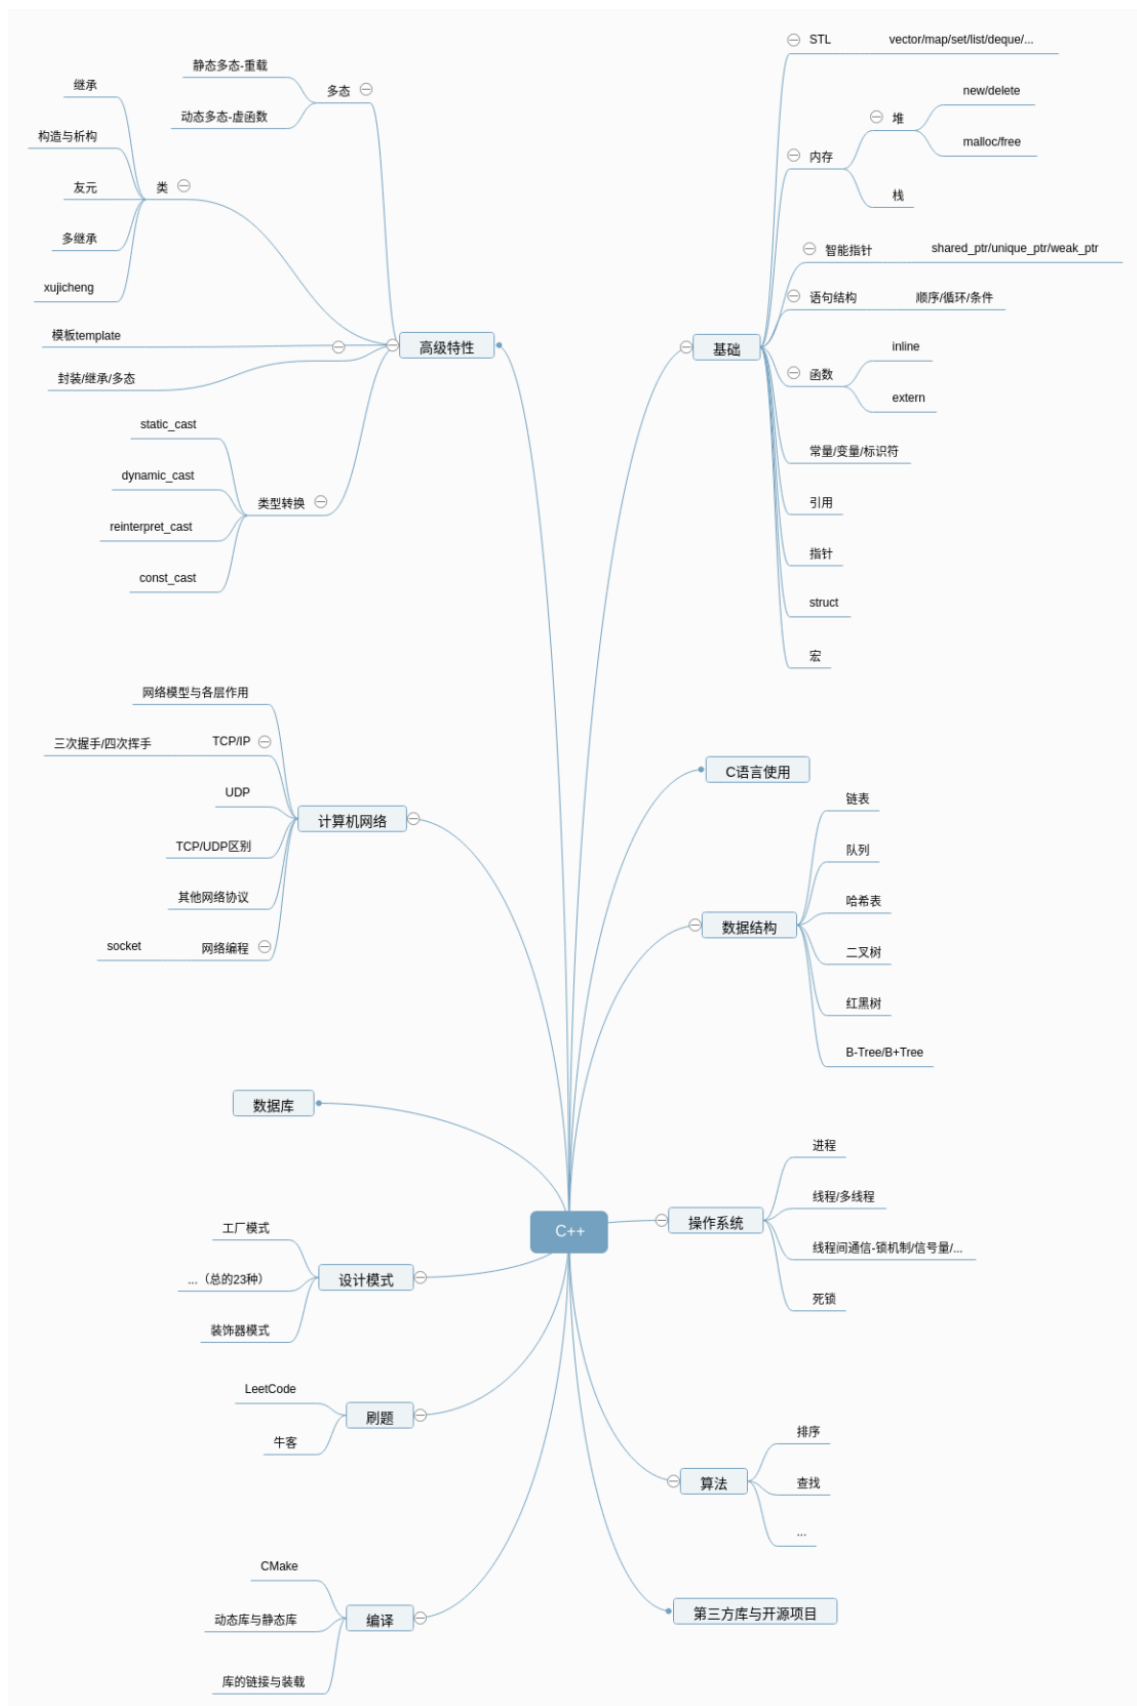 C++
基础
STL
vector/map/set/list/deque/...
内存
堆
new/delete
malloc/free
栈
智能指针
shared_ptr/unique_ptr/weak_ptr
语句结构
顺序/循环/条件
函数
inline
extern
常量/变量/标识符
引用
指针
struct
宏
C语言使用
数据结构
链表
队列
哈希表
二叉树
红黑树
B-Tree/B+Tree
操作系统
进程
线程/多线程
线程间通信-锁机制/信号量/...
死锁
算法
排序
查找
...
第三方库与开源项目
高级特性
多态
静态多态-重载
动态多态-虚函数
类
继承
构造与析构
友元
多继承
xujicheng
模板template
封装/继承/多态
类型转换
static_cast
dynamic_cast
reinterpret_cast
const_cast
计算机网络
网络模型与各层作用
TCP/IP
三次握手/四次挥手
UDP
TCP/UDP区别
其他网络协议
网络编程
socket
数据库
设计模式
工厂模式
...（总的23种）
装饰器模式
刷题
LeetCode
牛客
编译
CMake
动态库与静态库
库的链接与装载